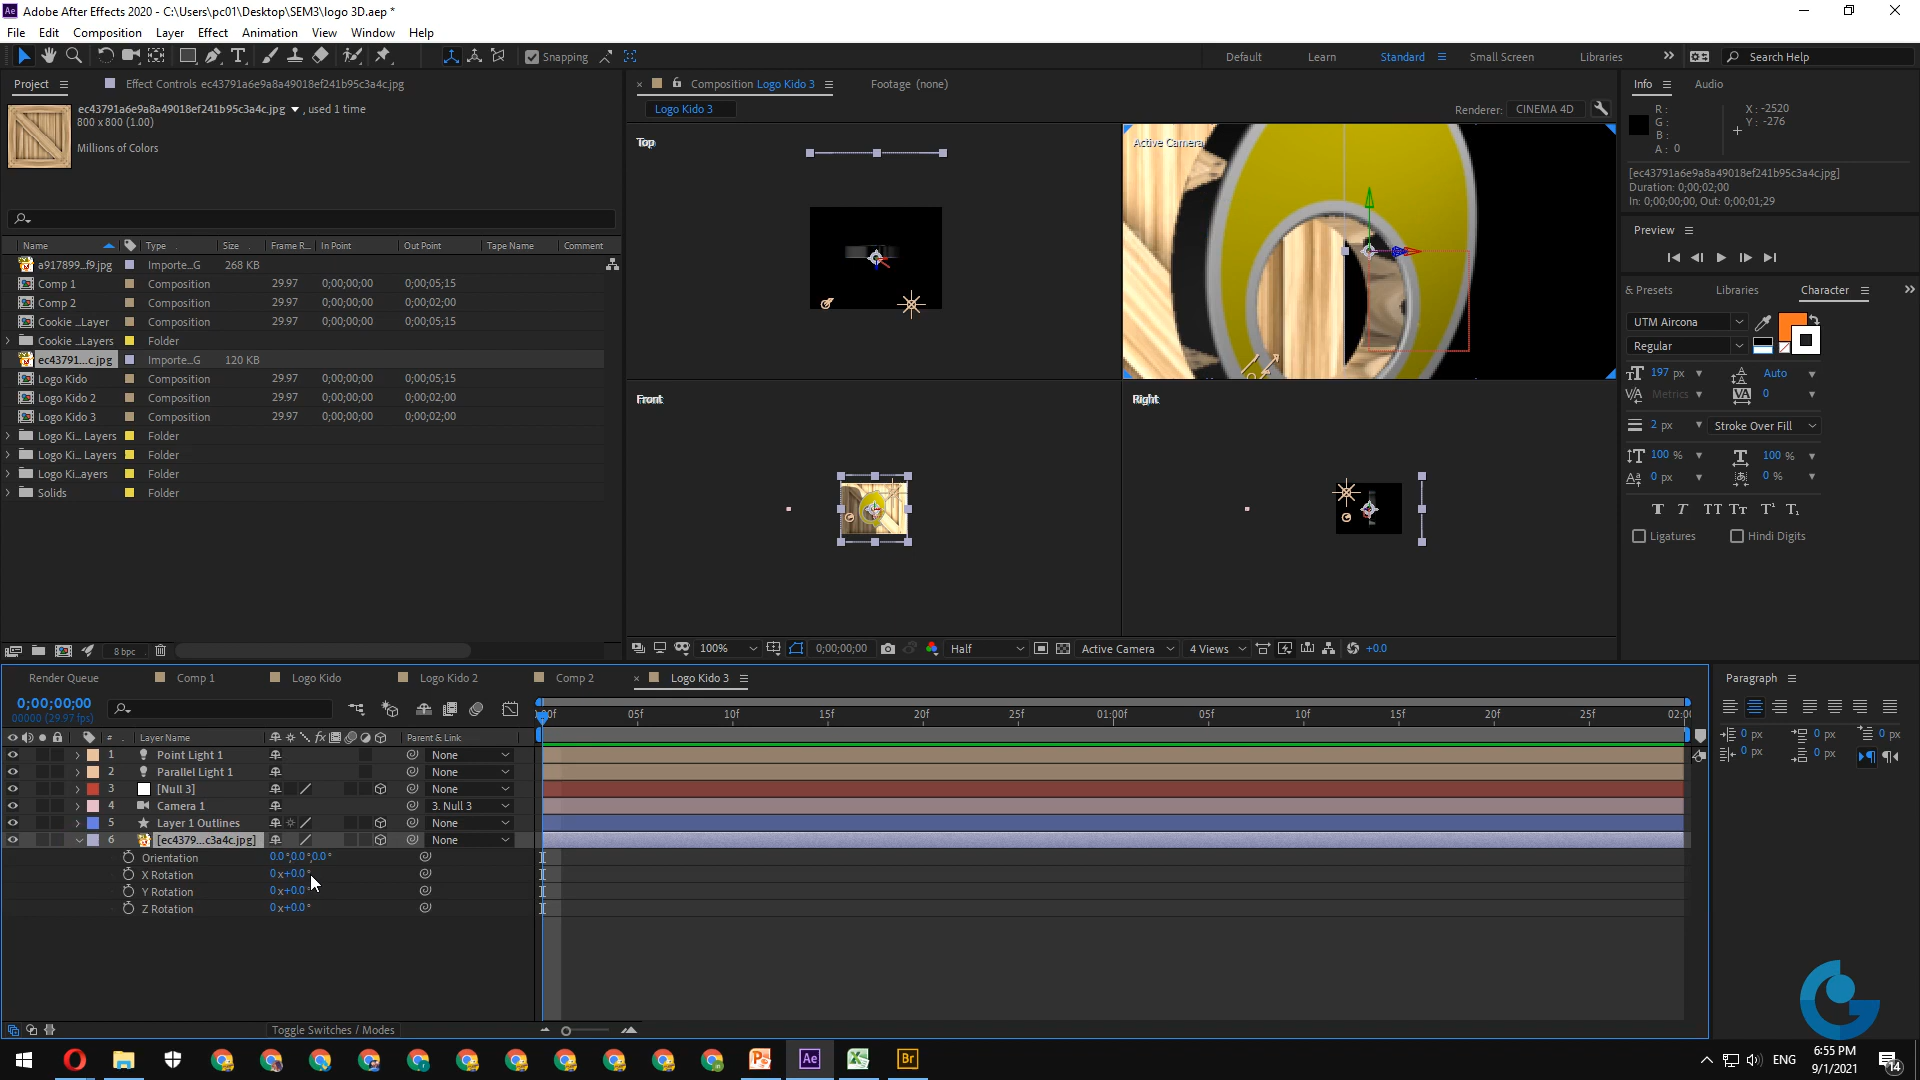 Adobe After Effects 2020 - C:\Users\pc01\Desktop\SEM3\logo 3D.aep *
File Edit Composition Layer Effect Animation View Window Help
Snapping
Default Learn Standard Small Screen Libraries Search Help
Project Effect Controls ec43791a6e9a8a49018ef241b95c3a4c.jpg
ec43791a6e9a8a49018ef241b95c3a4c.jpg , used 1 time
800 x 800 (1.00)
Millions of Colors
Name Type Size Frame R... In Point Out Point Tape Name Comment
a917899...f9.jpg Importe...G 268 KB
Comp 1 Composition 29.97 0;00;00;00 0;00;05;15
Comp 2 Composition 29.97 0;00;00;00 0;00;02;00
Cookie ...Layer Composition 29.97 0;00;00;00 0;00;05;15
Cookie ...Layers Folder
ec43791...c.jpg Importe...G 120 KB
Logo Kido Composition 29.97 0;00;00;00 0;00;05;15
Logo Kido 2 Composition 29.97 0;00;00;00 0;00;02;00
Logo Kido 3 Composition 29.97 0;00;00;00 0;00;02;00
Logo Ki... Layers Folder
Logo Ki... Layers Folder
Logo Ki...ayers Folder
Solids Folder
8 bpc
Composition Logo Kido 3 Footage (none)
Logo Kido 3
Renderer: CINEMA 4D
Top
Active Camera
Front
Right
100% 0;00;00;00 Half Active Camera 4 Views +0.0
Info Audio
R : X : -2520
G : Y : -276
B :
A : 0
[ec43791a6e9a8a49018ef241b95c3a4c.jpg]
Duration: 0;00;02;00
In: 0;00;00;00, Out: 0;00;01;29
Preview
& Presets Libraries Character
UTM Aircona
Regular
197 px Auto
Metrics 0
2 px Stroke Over Fill
100 % 100 %
0 px 0 %
T T TT Tт T¹ T₁
Ligatures Hindi Digits
Render Queue Comp 1 Logo Kido Logo Kido 2 Comp 2 Logo Kido 3
0;00;00;00
00000 (29.97 fps)
05f 10f 15f 20f 25f 01:00f 05f 10f 15f 20f 25f 02:00
# Layer Name fx Parent & Link
1 Point Light 1 None
2 Parallel Light 1 None
3 [Null 3] None
4 Camera 1 3. Null 3
5 Layer 1 Outlines None
6 [ec4379...c3a4c.jpg] None
Orientation 0.0 °,0.0 °,0.0 °
X Rotation 0 x+0.0 °
Y Rotation 0 x+0.0 °
Z Rotation 0 x+0.0 °
Toggle Switches / Modes
Paragraph
0 px 0 px 0 px
0 px 0 px
Ae Br
ENG 6:55 PM
9/1/2021
14